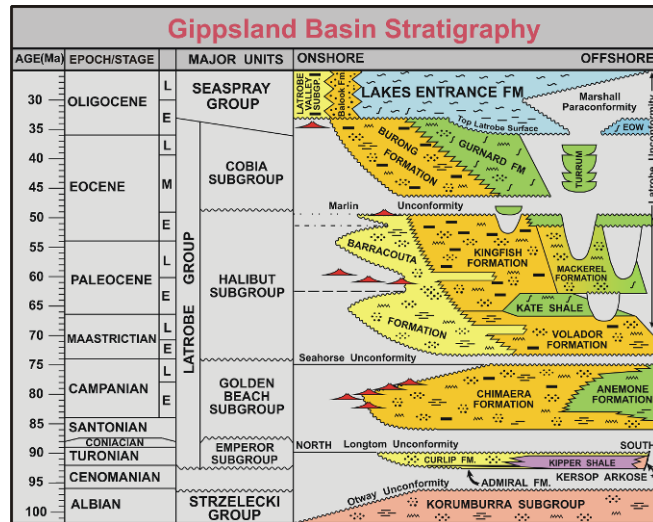 Gippsland Basin Stratigraphy
AGE(Ma) EPOCH/STAGE MAJOR UNITS ONSHORE OFFSHORE
30
35
40
45
50
55
60
65
70
75
80
85
90
95
100
OLIGOCENE
L
E
EOCENE
L
M
E
PALEOCENE
L
E
MAASTRICTIAN
L
E
CAMPANIAN
L
E
SANTONIAN
CONIACIAN
TURONIAN
CENOMANIAN
ALBIAN
SEASPRAY
GROUP
LATROBE GROUP
COBIA
SUBGROUP
HALIBUT
SUBGROUP
GOLDEN
BEACH
SUBGROUP
EMPEROR
SUBGROUP
STRZELECKI
GROUP
LATROBE
VALLEY
SUBGP.
Balook Fm
LAKES ENTRANCE FM
Marshall
Paraconformity
EOW
Top Latrobe Surface
BURONG
FORMATION
GURNARD FM
TURRUM
Marlin Unconformity
BARRACOUTA
FORMATION
KINGFISH
FORMATION
MACKEREL
FORMATION
KATE SHALE
VOLADOR
FORMATION
Seahorse Unconformity
CHIMAERA
FORMATION
ANEMONE
FORMATION
NORTH Longtom Unconformity SOUTH
CURLIP FM.
KIPPER SHALE
ADMIRAL FM.
KERSOP ARKOSE
Otway Unconformity
KORUMBURRA SUBGROUP